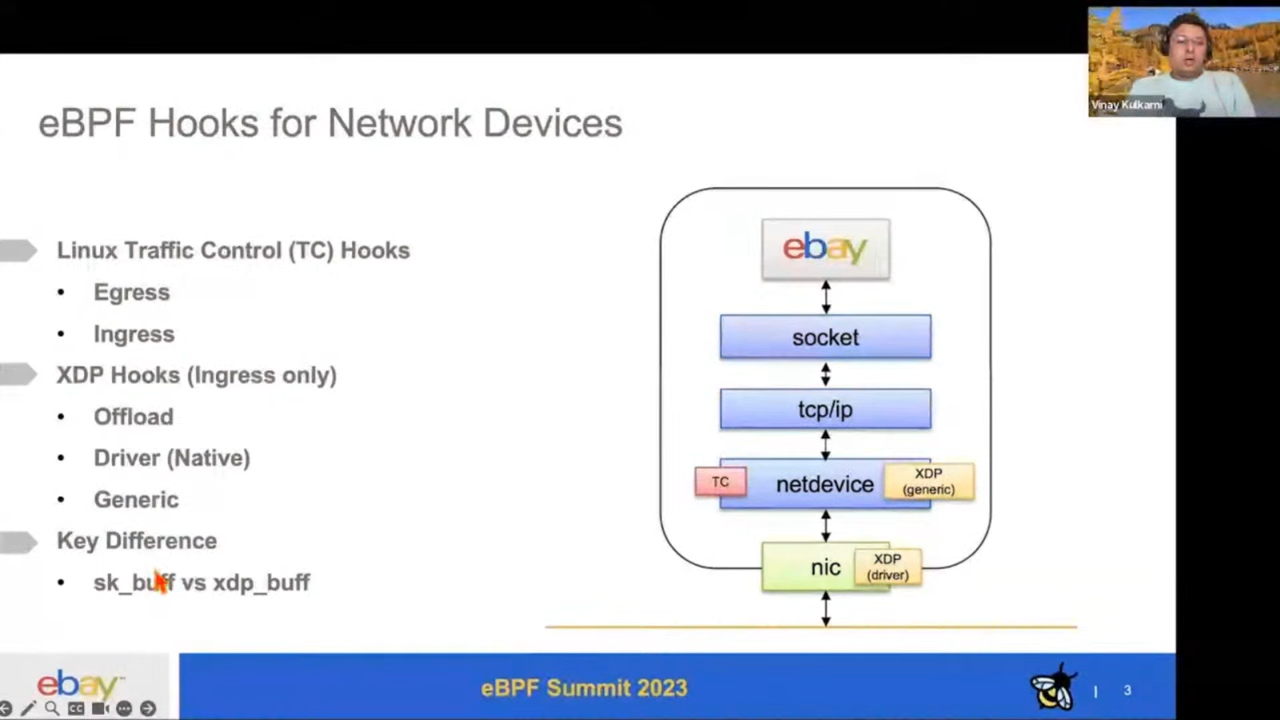 Vinay Kulkarni
eBPF Hooks for Network Devices
Linux Traffic Control (TC) Hooks
• Egress
• Ingress
XDP Hooks (Ingress only)
• Offload
• Driver (Native)
• Generic
Key Difference
• sk_buff vs xdp_buff
ebay
socket
tcp/ip
TC
netdevice
XDP
(generic)
nic
XDP
(driver)
ebay™
CC
eBPF Summit 2023
| 3